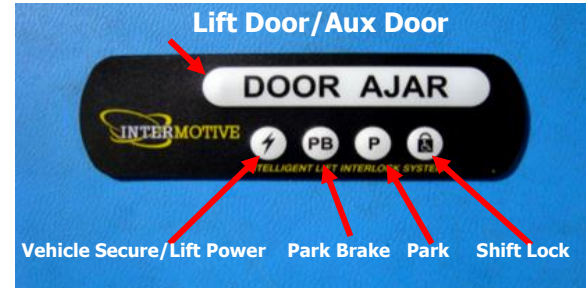 Lift Door/Aux Door
DOOR AJAR
INTERMOTIVE
PB P
INTELLIGENT LIFT INTERLOCK SYSTEM
Vehicle Secure/Lift Power Park Brake Park Shift Lock